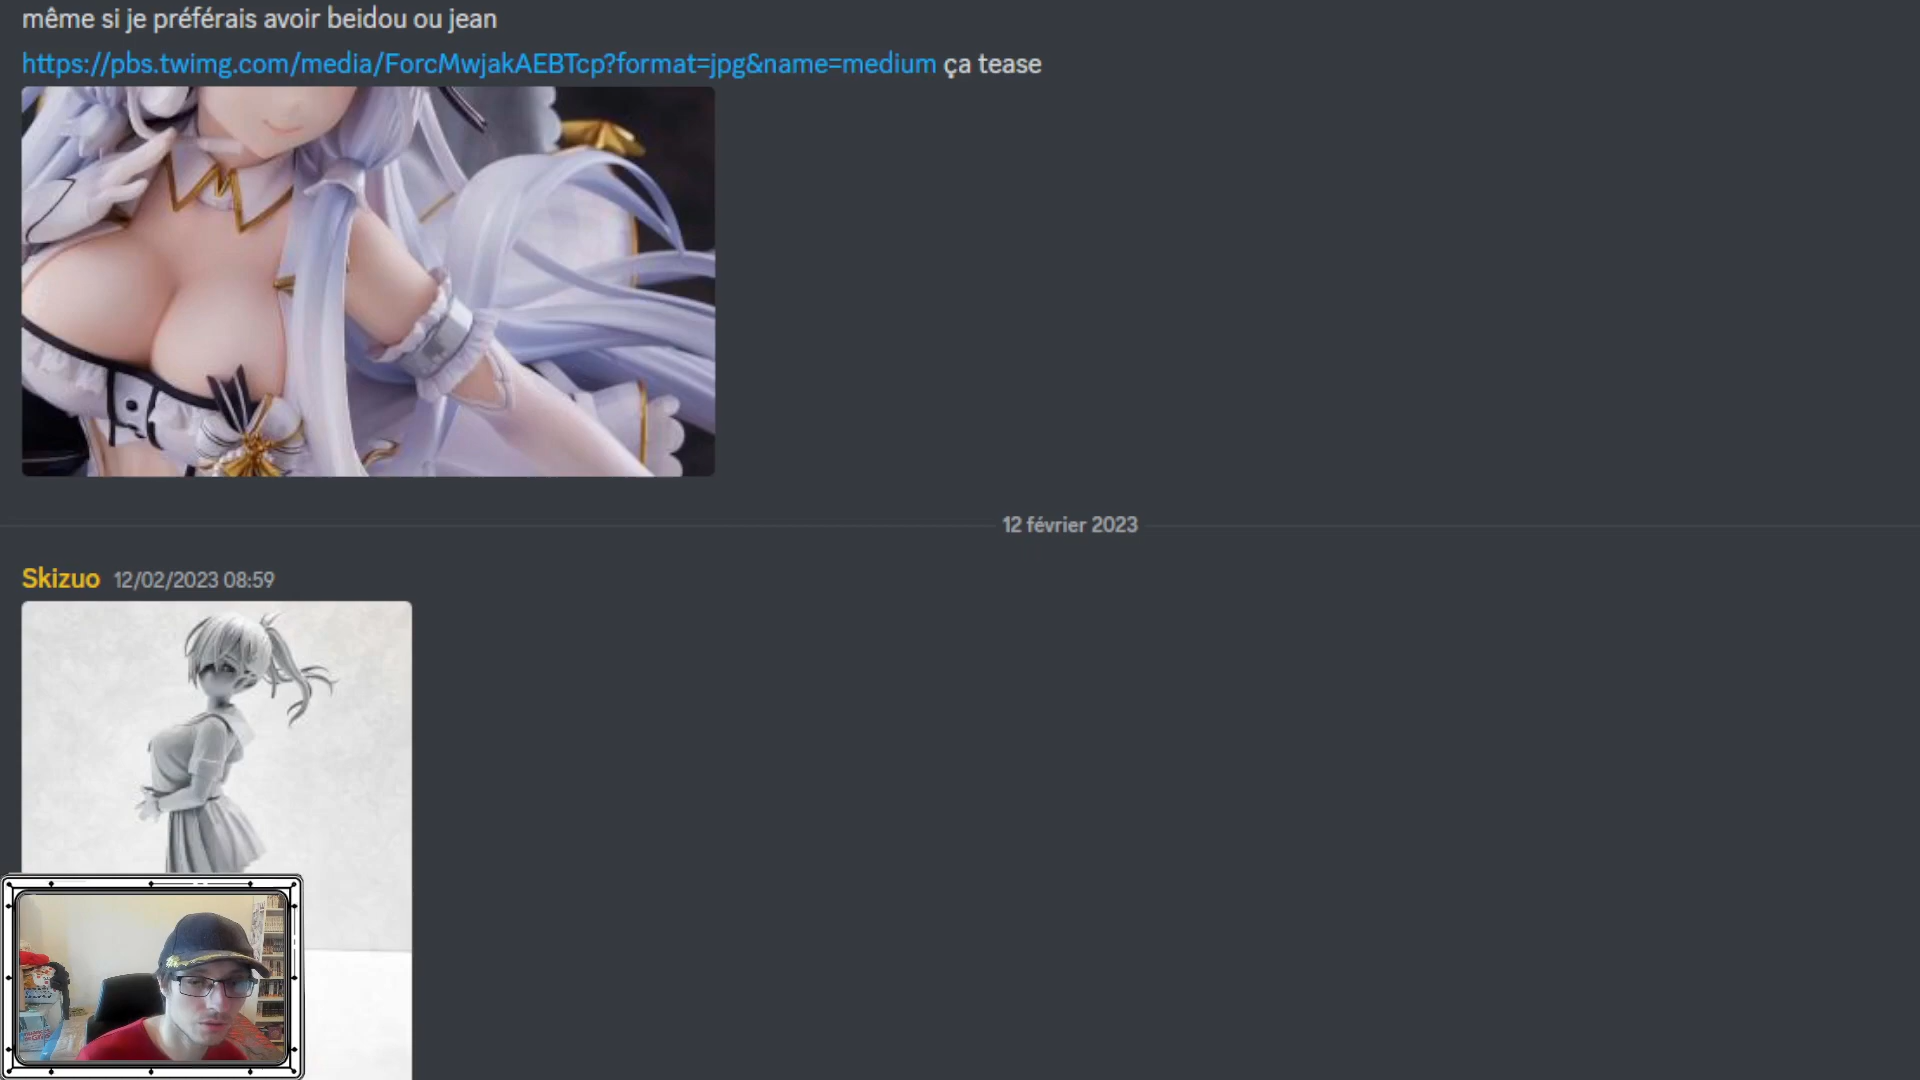 même si je préférais avoir beidou ou jean
https://pbs.twimg.com/media/ForcMwjakAEBTcp?format=jpg&name=medium ça tease
12 février 2023
Skizuo 12/02/2023 08:59